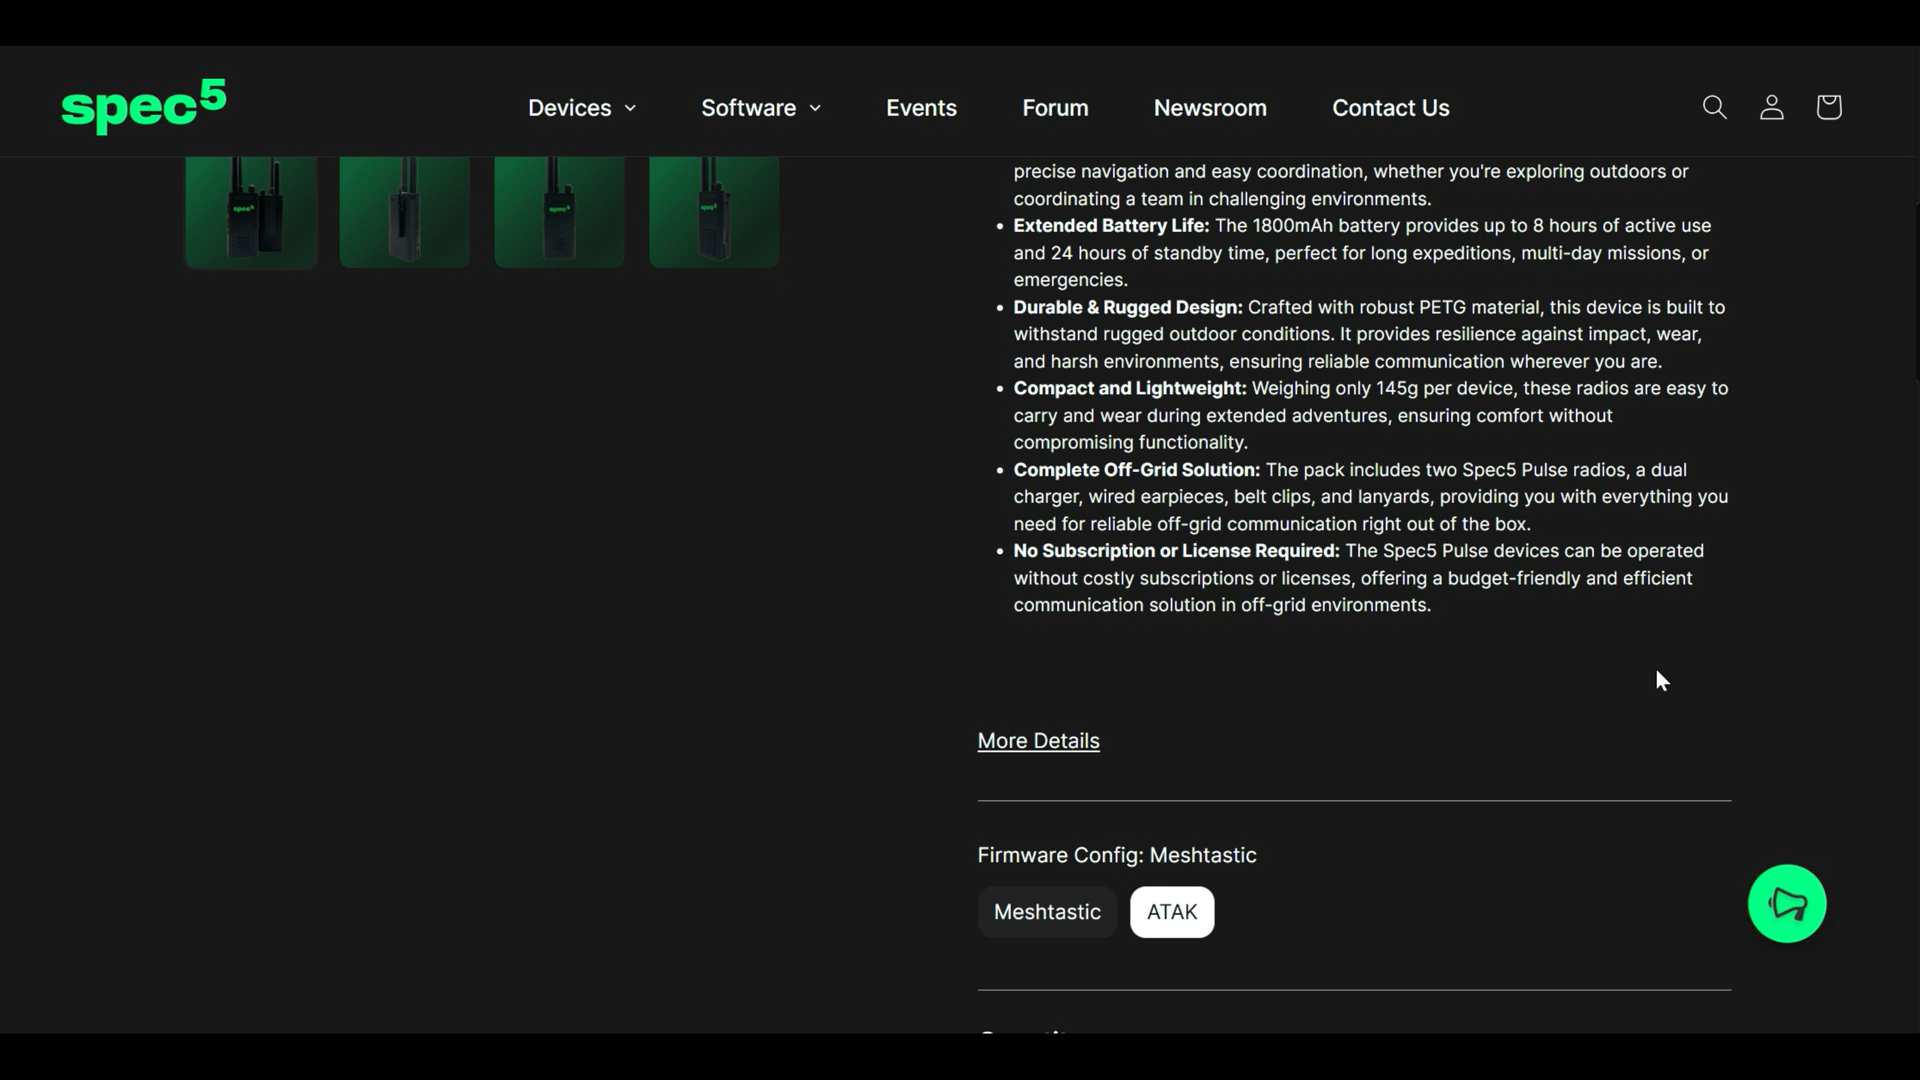 spec5
Devices
Software
Events
Forum
Newsroom
Contact Us
precise navigation and easy coordination, whether you're exploring outdoors or
coordinating a team in challenging environments.
• Extended Battery Life: The 1800mAh battery provides up to 8 hours of active use
and 24 hours of standby time, perfect for long expeditions, multi-day missions, or
emergencies.
• Durable & Rugged Design: Crafted with robust PETG material, this device is built to
withstand rugged outdoor conditions. It provides resilience against impact, wear,
and harsh environments, ensuring reliable communication wherever you are.
• Compact and Lightweight: Weighing only 145g per device, these radios are easy to
carry and wear during extended adventures, ensuring comfort without
compromising functionality.
• Complete Off-Grid Solution: The pack includes two Spec5 Pulse radios, a dual
charger, wired earpieces, belt clips, and lanyards, providing you with everything you
need for reliable off-grid communication right out of the box.
• No Subscription or License Required: The Spec5 Pulse devices can be operated
without costly subscriptions or licenses, offering a budget-friendly and efficient
communication solution in off-grid environments.
More Details
Firmware Config: Meshtastic
Meshtastic
ATAK